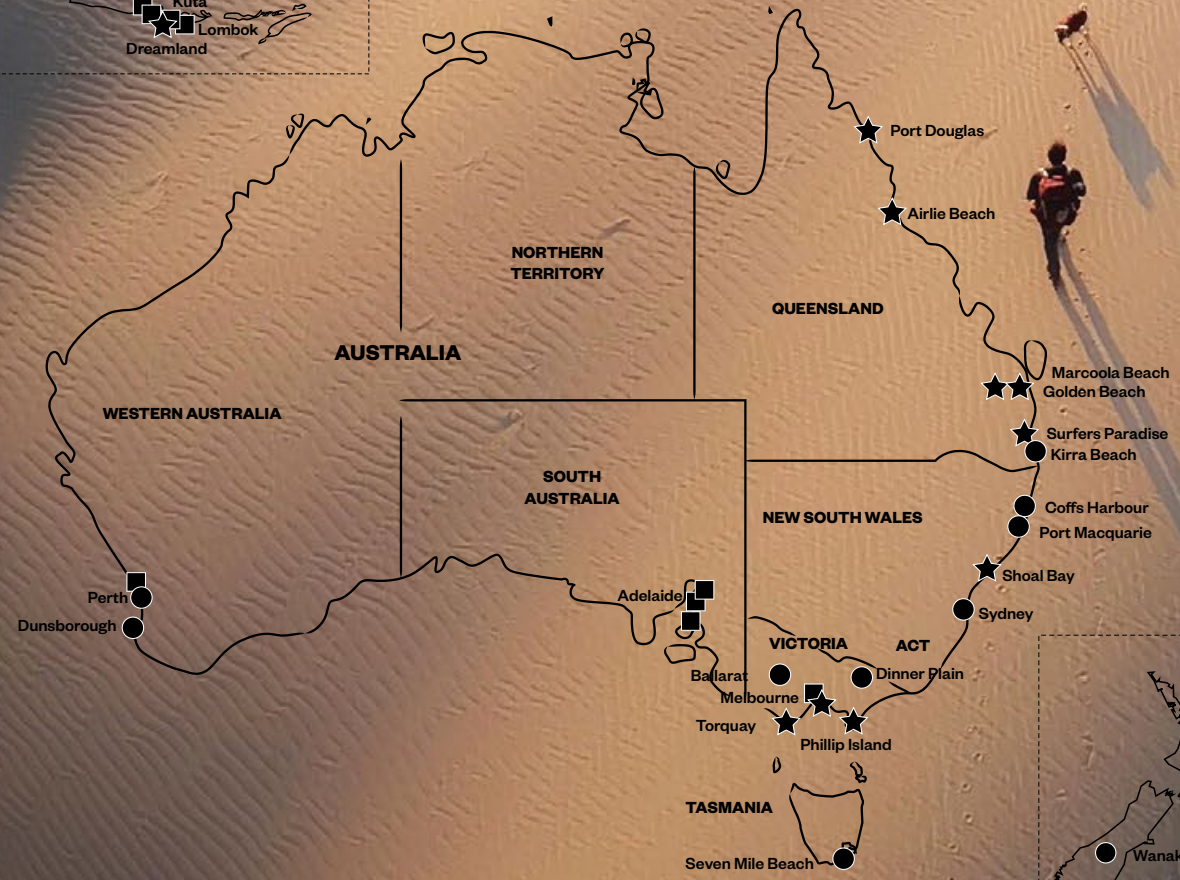 Kuta
Lombok
Dreamland
Port Douglas
Airlie Beach
NORTHERN
TERRITORY
QUEENSLAND
AUSTRALIA
Marcoola Beach
Golden Beach
WESTERN AUSTRALIA
Surfers Paradise
Kirra Beach
SOUTH
AUSTRALIA
NEW SOUTH WALES
Coffs Harbour
Port Macquarie
Shoal Bay
Adelaide
Perth
Sydney
Dunsborough
VICTORIA
ACT
Ballarat
Dinner Plain
Melbourne
Torquay
Phillip Island
TASMANIA
Seven Mile Beach